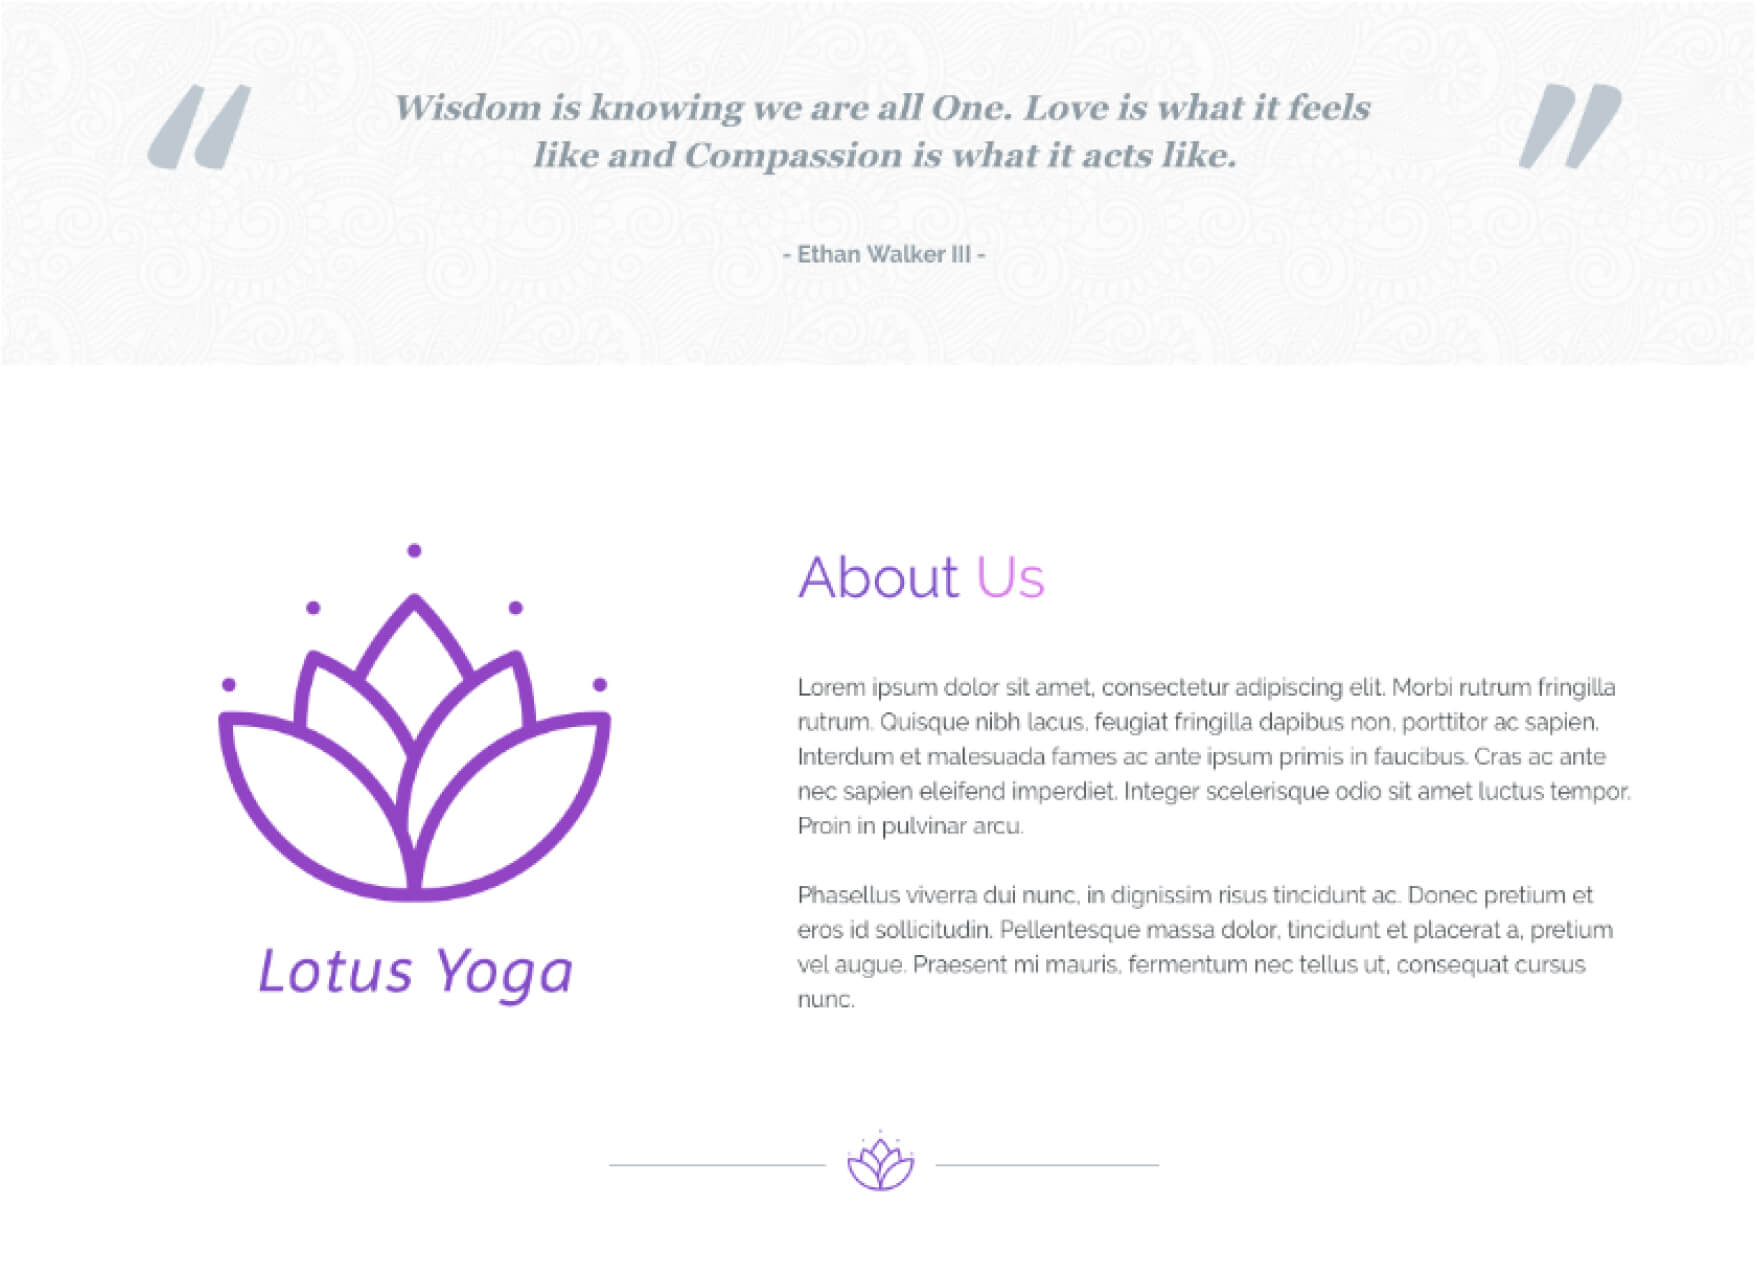 “ Wisdom is knowing we are all One. Love is what it feels ”
like and Compassion is what it acts like.
- Ethan Walker III -
Lotus Yoga
About Us
Lorem ipsum dolor sit amet, consectetur adipiscing elit. Morbi rutrum fringilla
rutrum. Quisque nibh lacus, feugiat fringilla dapibus non, porttitor ac sapien.
Interdum et malesuada fames ac ante ipsum primis in faucibus. Cras ac ante
nec sapien eleifend imperdiet. Integer scelerisque odio sit amet luctus tempor.
Proin in pulvinar arcu.
Phasellus viverra dui nunc, in dignissim risus tincidunt ac. Donec pretium et
eros id sollicitudin. Pellentesque massa dolor, tincidunt et placerat a, pretium
vel augue. Praesent mi mauris, fermentum nec tellus ut, consequat cursus
nunc.